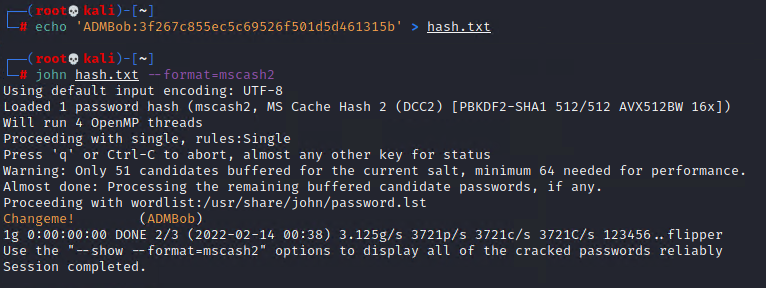 ┌──(root💀kali)-[~]
└─# echo 'ADMBob:3f267c855ec5c69526f501d5d461315b' > hash.txt
┌──(root💀kali)-[~]
└─# john hash.txt --format=mscash2
Using default input encoding: UTF-8
Loaded 1 password hash (mscash2, MS Cache Hash 2 (DCC2) [PBKDF2-SHA1 512/512 AVX512BW 16x])
Will run 4 OpenMP threads
Proceeding with single, rules:Single
Press 'q' or Ctrl-C to abort, almost any other key for status
Warning: Only 51 candidates buffered for the current salt, minimum 64 needed for performance.
Almost done: Processing the remaining buffered candidate passwords, if any.
Proceeding with wordlist:/usr/share/john/password.lst
Changeme!        (ADMBob)
1g 0:00:00:00 DONE 2/3 (2022-02-14 00:38) 3.125g/s 3721p/s 3721c/s 3721C/s 123456..flipper
Use the "--show --format=mscash2" options to display all of the cracked passwords reliably
Session completed.